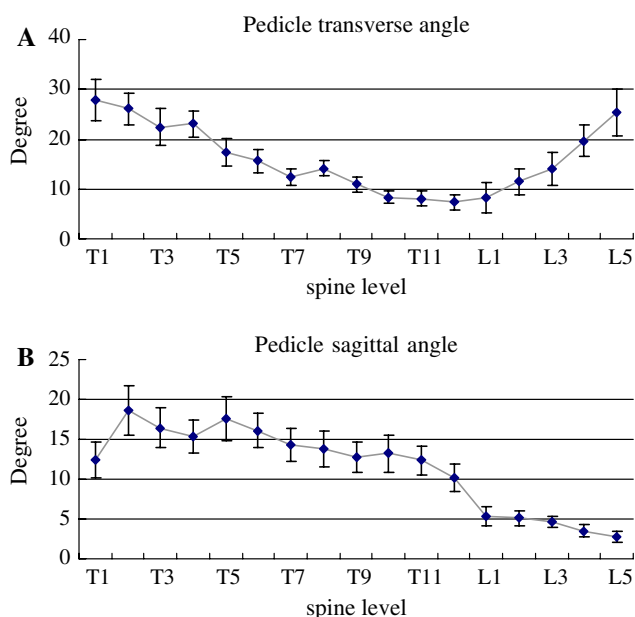 A
Pedicle transverse angle
40
30
20
10
0
Degree
T1 T3 T5 T7 T9 T11 L1 L3 L5
spine level
B
Pedicle sagittal angle
25
20
15
10
5
0
Degree
T1 T3 T5 T7 T9 T11 L1 L3 L5
spine level